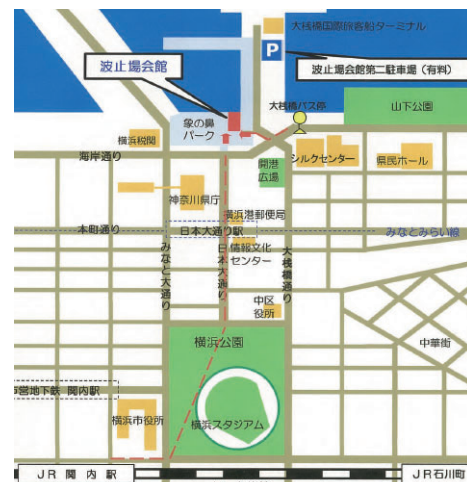 大桟橋国際旅客船ターミナル
P
波止場会館
波止場会館第二駐車場（有料）
大桟橋バス停
山下公園
象の鼻
パーク
横浜税関
海岸通り
開港
広場
シルクセンター
県民ホール
神奈川県庁
横浜港郵便局
本町通り
日本大通り駅
みなとみらい線
情報文化
センター
みなと大通り
日本大通り
大桟橋通り
中区
役所
横浜公園
中華街
市営地下鉄 関内駅
横浜市役所
横浜スタジアム
JR関内駅
JR石川町